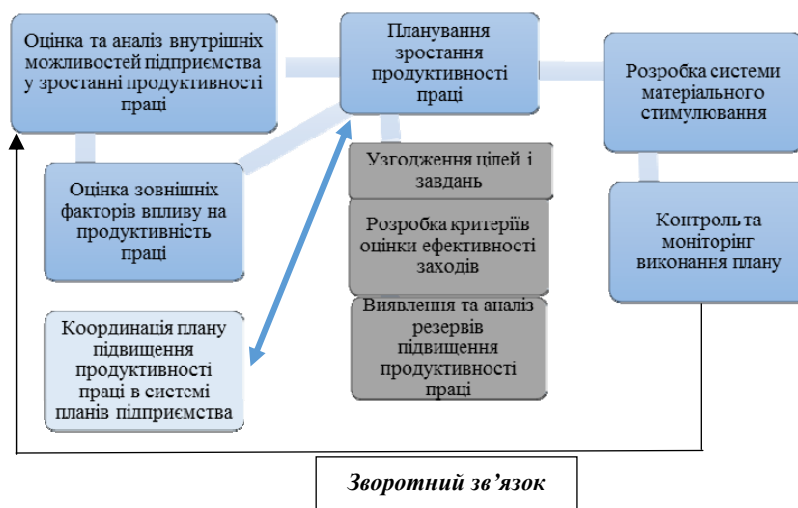 Оцінка та аналіз внутрішніх
можливостей підприємства
у зростанні продуктивності
праці
Планування
зростання
продуктивності
праці
Розробка системи
матеріального
стимулювання
Оцінка зовнішніх
факторів впливу на
продуктивність
праці
Узгодження цілей і
завдань
Розробка критеріїв
оцінки ефективності
заходів
Виявлення та аналіз
резервів
підвищення
продуктивності
праці
Контроль та
моніторінг
виконання плану
Координація плану
підвищення
продуктивності
праці в системі
планів підприємства
Зворотний зв’язок